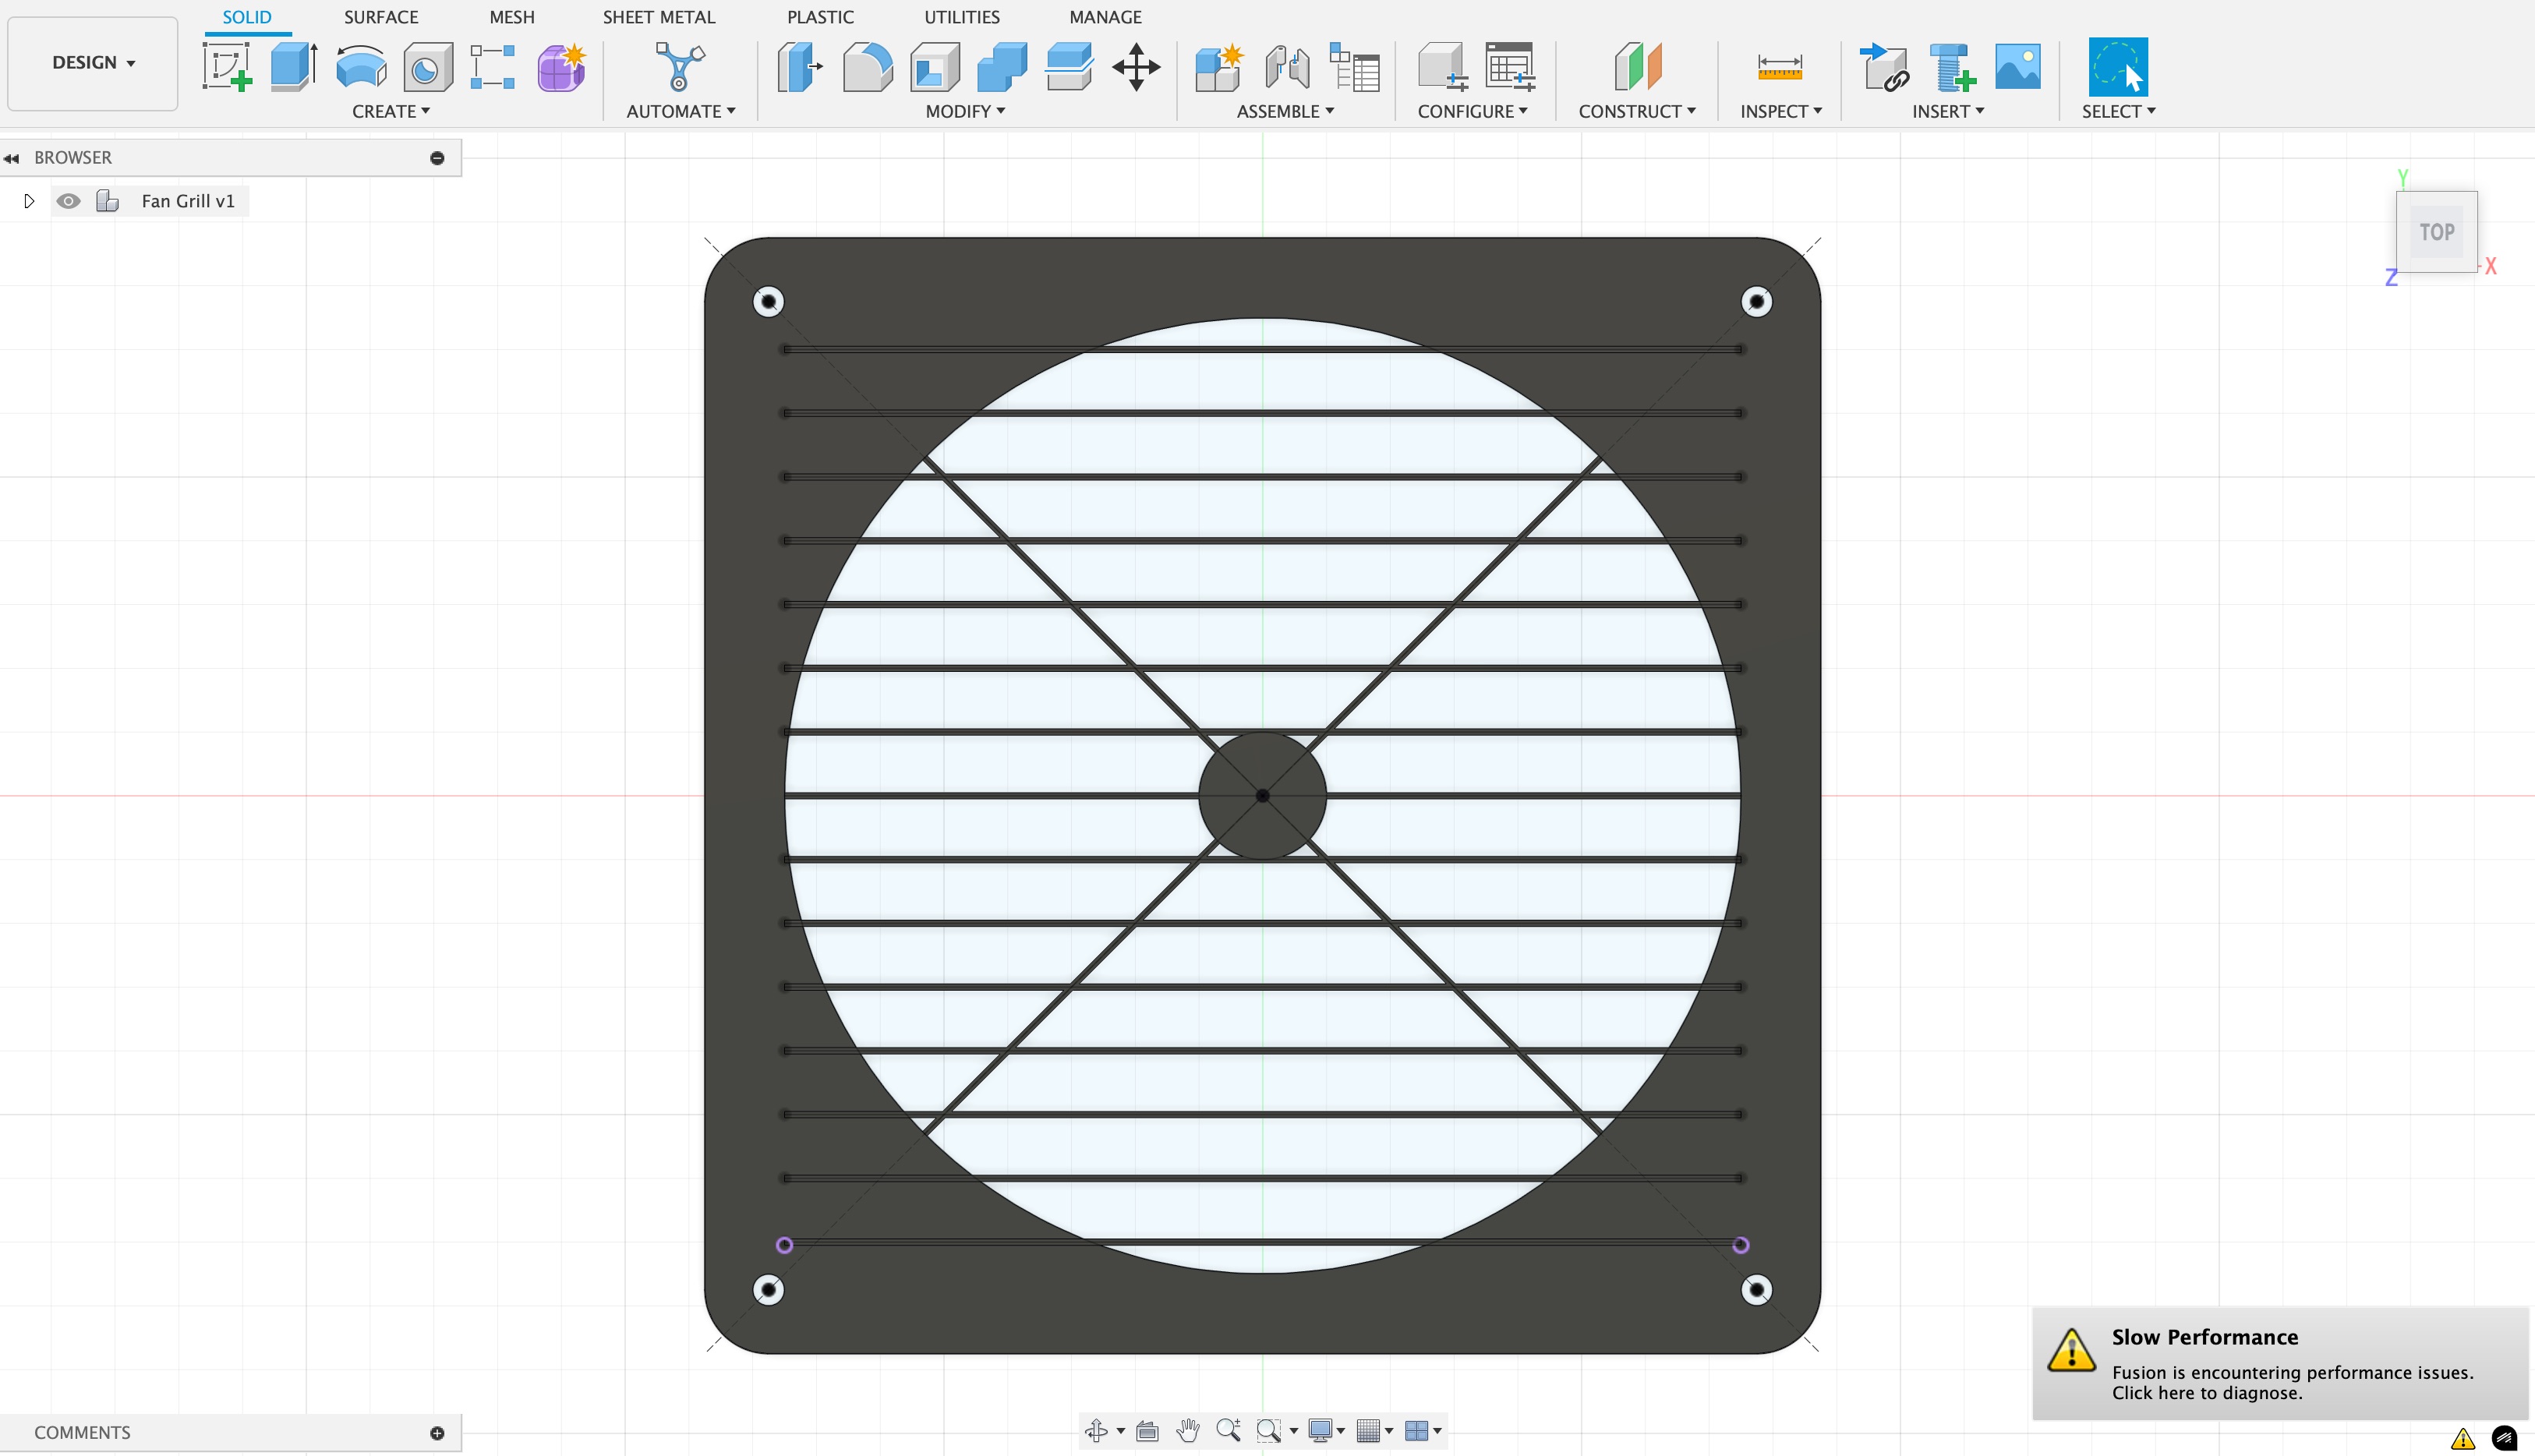 DESIGN
SOLID SURFACE MESH SHEET METAL PLASTIC UTILITIES MANAGE
CREATE AUTOMATE MODIFY ASSEMBLE CONFIGURE CONSTRUCT INSPECT INSERT SELECT
BROWSER
Fan Grill v1
Y
TOP
X
Z
Slow Performance
Fusion is encountering performance issues.
Click here to diagnose.
COMMENTS